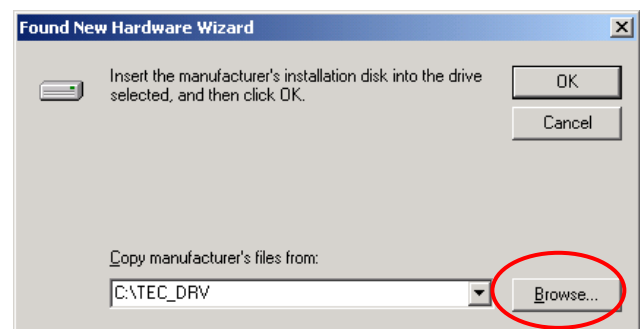 Found New Hardware Wizard
Insert the manufacturer's installation disk into the drive
selected, and then click OK.
OK
Cancel
Copy manufacturer's files from:
C:\TEC_DRV
Browse...